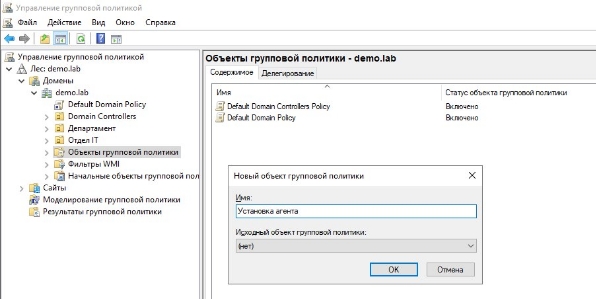 Управление групповой политикой
Файл Действие Вид Окно Справка
Управление групповой политикой
Лес: demo.lab
Домены
demo.lab
Default Domain Policy
Domain Controllers
Департамент
Отдел IT
Объекты групповой политики
Фильтры WMI
Начальные объекты групповой пол
Сайты
Моделирование групповой политики
Результаты групповой политики
Объекты групповой политики - demo.lab
Содержимое Делегирование
Имя Статус объекта групповой политики
Default Domain Controllers Policy Включено
Default Domain Policy Включено
Новый объект групповой политики
Имя:
Установка агента
Исходный объект групповой политики:
(нет)
OK Отмена